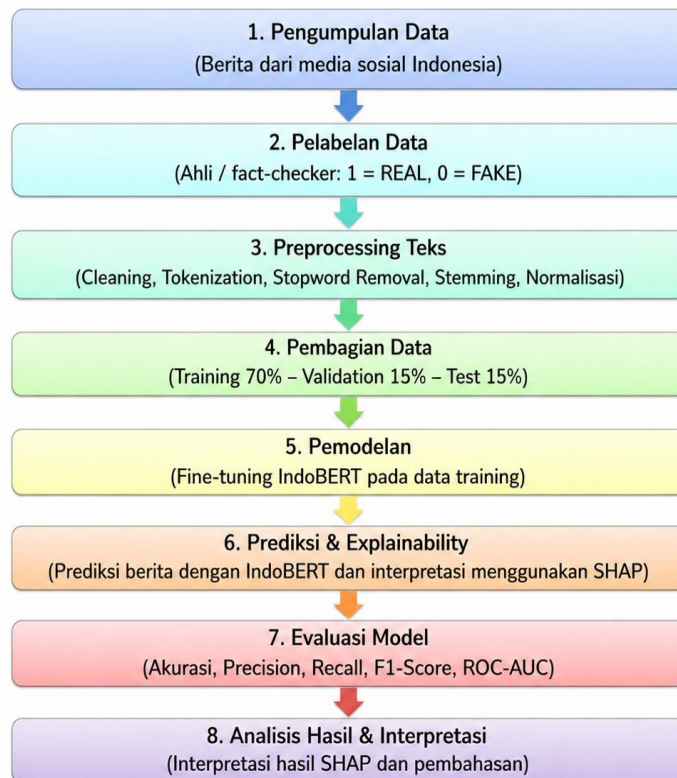 1. Pengumpulan Data
(Berita dari media sosial Indonesia)
2. Pelabelan Data
(Ahli / fact-checker: 1 = REAL, 0 = FAKE)
3. Preprocessing Teks
(Cleaning, Tokenization, Stopword Removal, Stemming, Normalisasi)
4. Pembagian Data
(Training 70% – Validation 15% – Test 15%)
5. Pemodelan
(Fine-tuning IndoBERT pada data training)
6. Prediksi & Explainability
(Prediksi berita dengan IndoBERT dan interpretasi menggunakan SHAP)
7. Evaluasi Model
(Akurasi, Precision, Recall, F1-Score, ROC-AUC)
8. Analisis Hasil & Interpretasi
(Interpretasi hasil SHAP dan pembahasan)